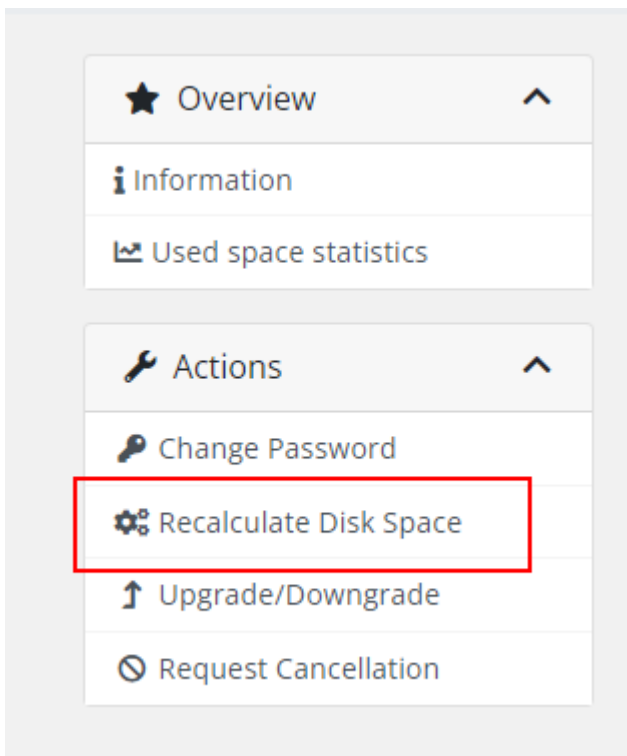 Overview
Information
Used space statistics
Actions
Change Password
Recalculate Disk Space
Upgrade/Downgrade
Request Cancellation